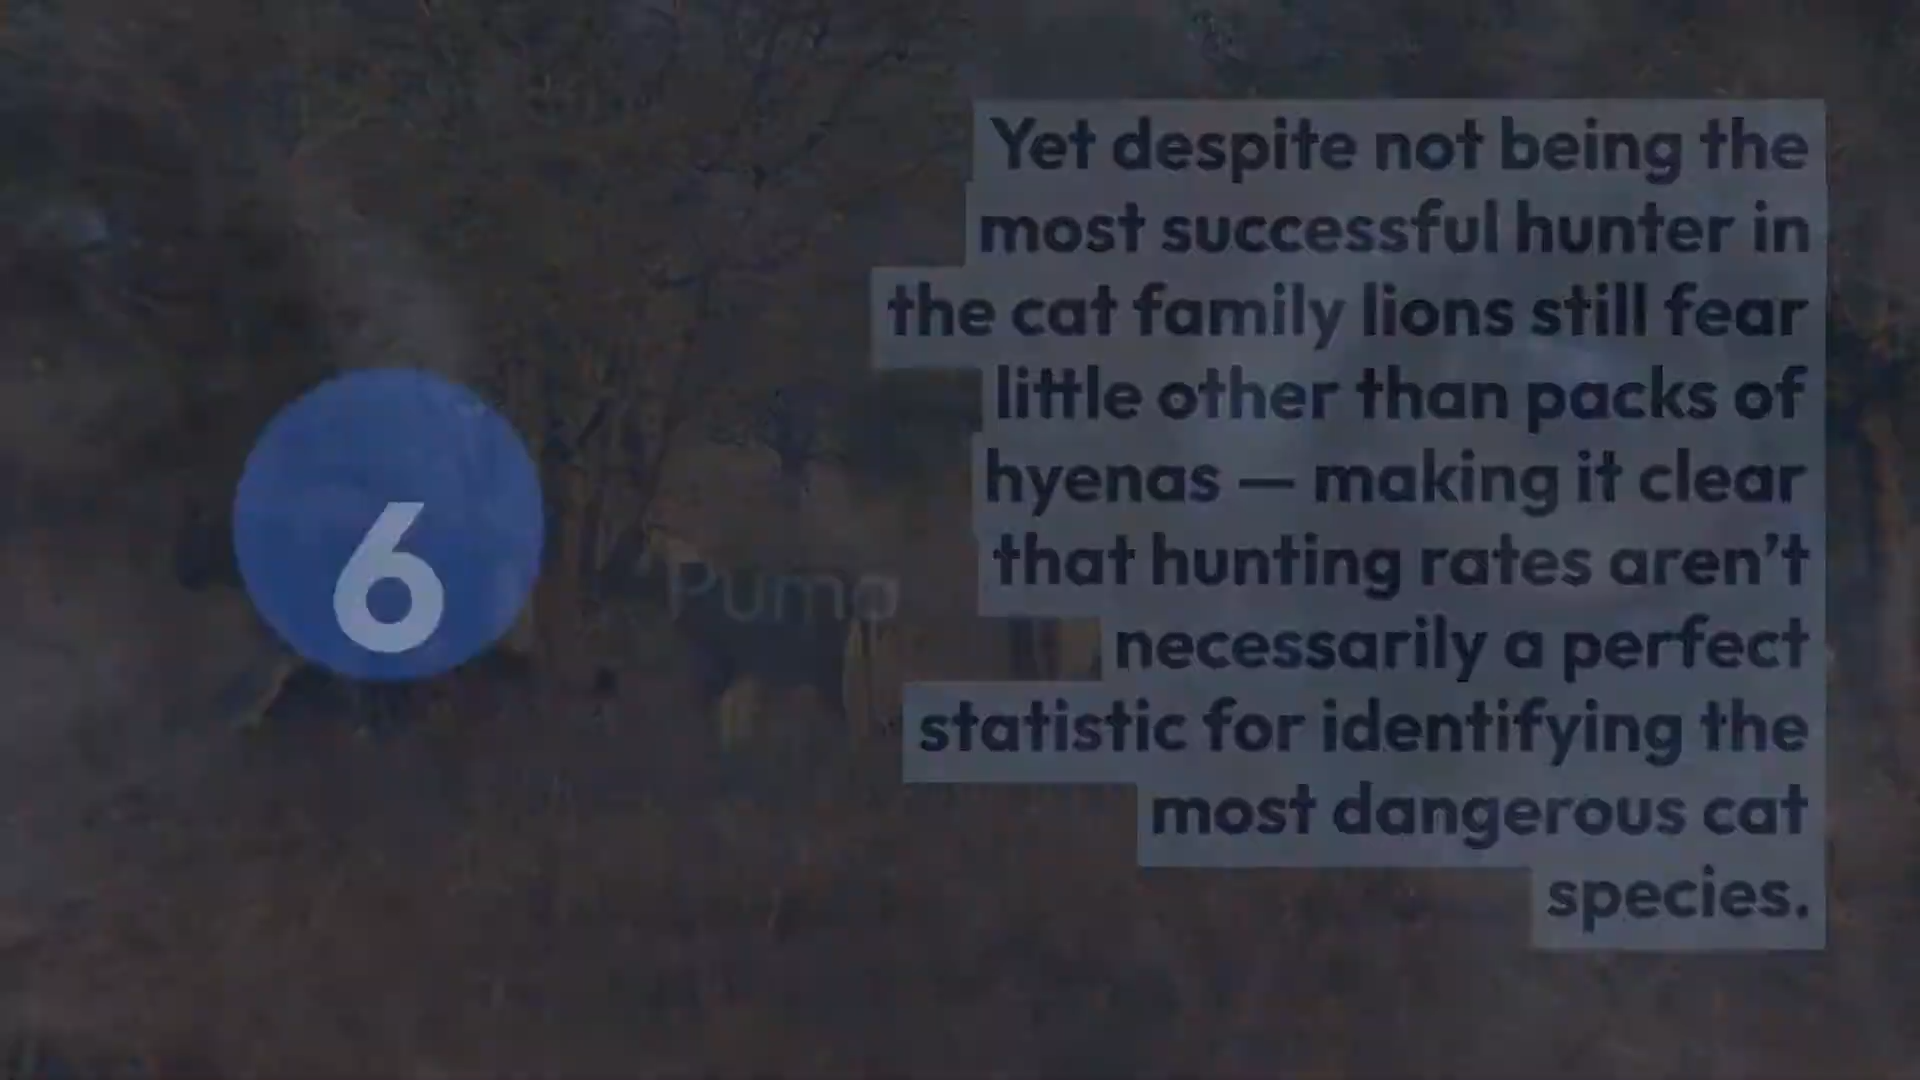 6
Puma
Yet despite not being the
most successful hunter in
the cat family lions still fear
little other than packs of
hyenas — making it clear
that hunting rates aren’t
necessarily a perfect
statistic for identifying the
most dangerous cat
species.